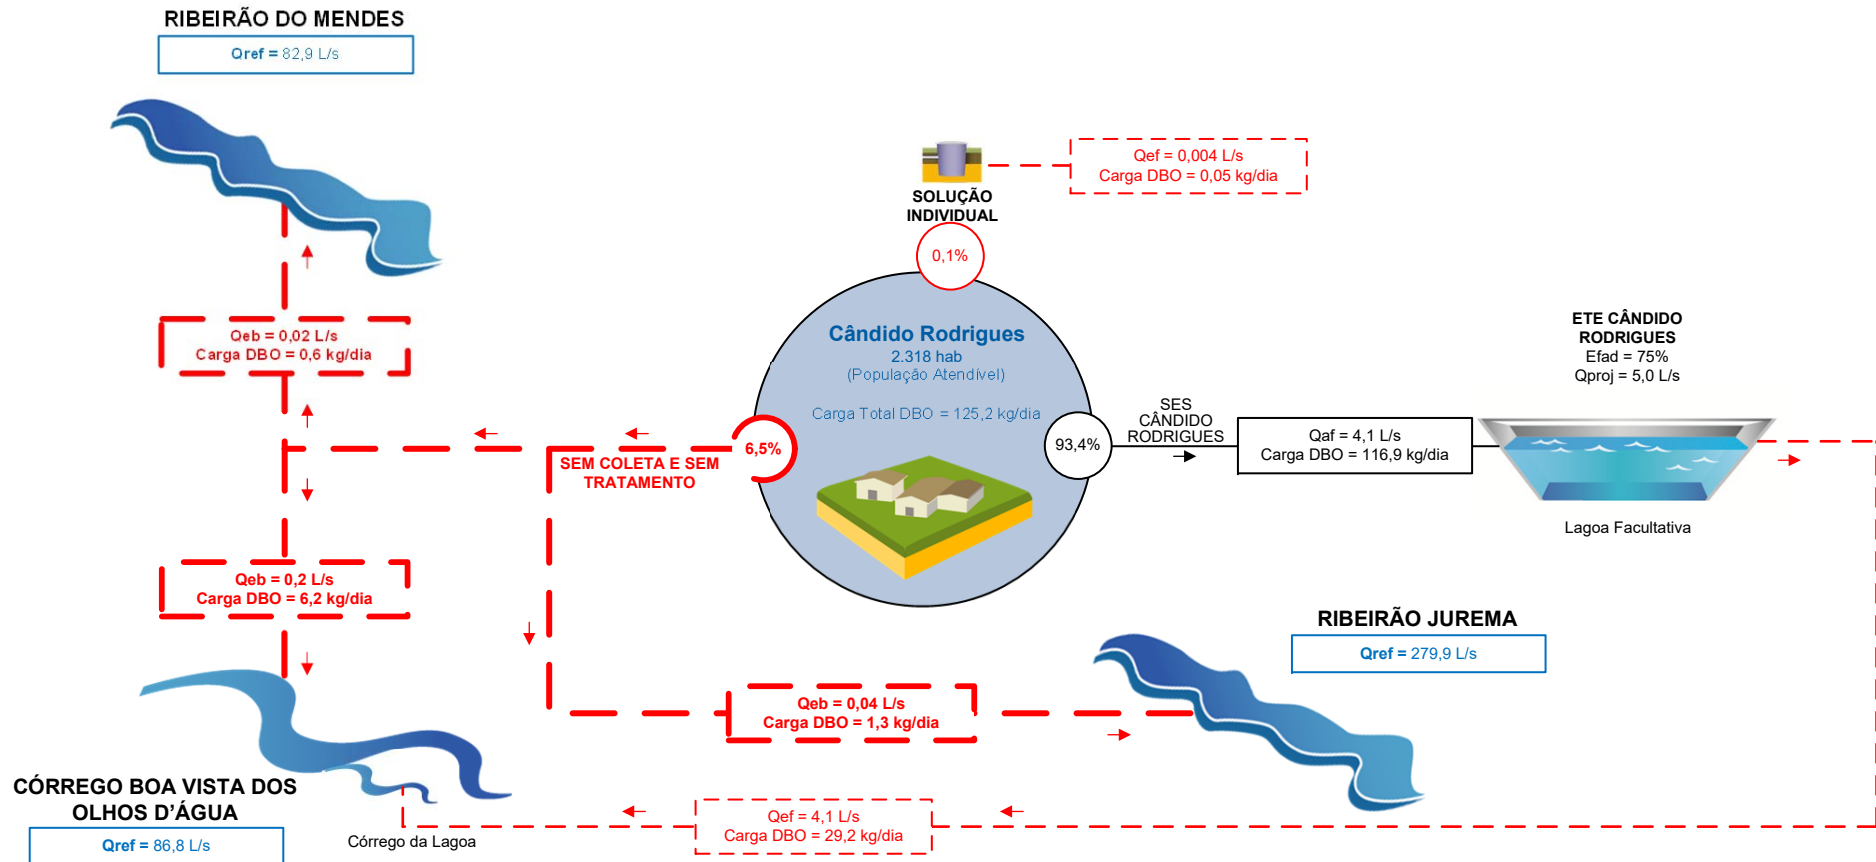 RIBEIRÃO DO MENDES
Qref = 82,9 L/s
Qef = 0,004 L/s
Carga DBO = 0,05 kg/dia
SOLUÇÃO
INDIVIDUAL
0,1%
Qeb = 0,02 L/s
Carga DBO = 0,6 kg/dia
Cândido Rodrigues
2.318 hab
(População Atendível)
Carga Total DBO = 125,2 kg/dia
ETE CÂNDIDO
RODRIGUES
Efad = 75%
Qproj = 5,0 L/s
SES
CÂNDIDO
RODRIGUES
93,4%
Qaf = 4,1 L/s
Carga DBO = 116,9 kg/dia
6,5%
SEM COLETA E SEM
TRATAMENTO
Lagoa Facultativa
Qeb = 0,2 L/s
Carga DBO = 6,2 kg/dia
RIBEIRÃO JUREMA
Qref = 279,9 L/s
Qeb = 0,04 L/s
Carga DBO = 1,3 kg/dia
CÓRREGO BOA VISTA DOS
OLHOS D’ÁGUA
Qref = 86,8 L/s
Córrego da Lagoa
Qef = 4,1 L/s
Carga DBO = 29,2 kg/dia